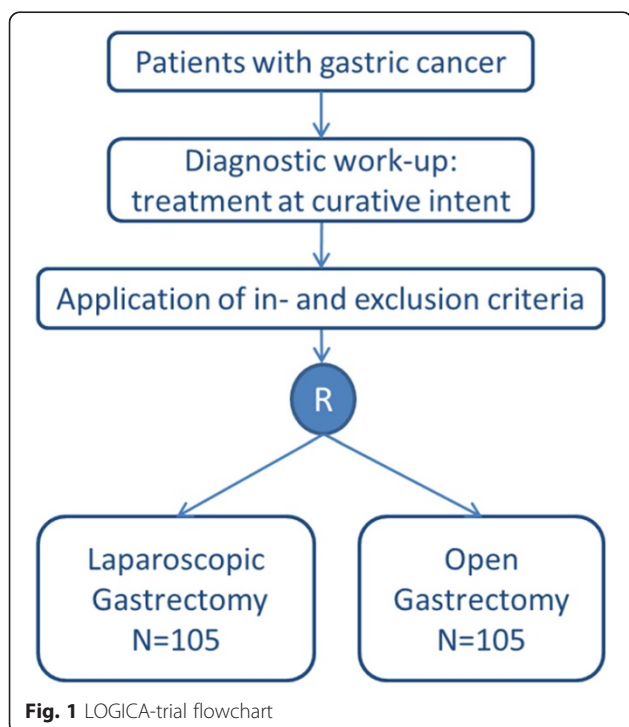 Patients with gastric cancer
Diagnostic work-up:
treatment at curative intent
Application of in- and exclusion criteria
R
Laparoscopic
Gastrectomy
N=105
Open
Gastrectomy
N=105
Fig. 1 LOGICA-trial flowchart